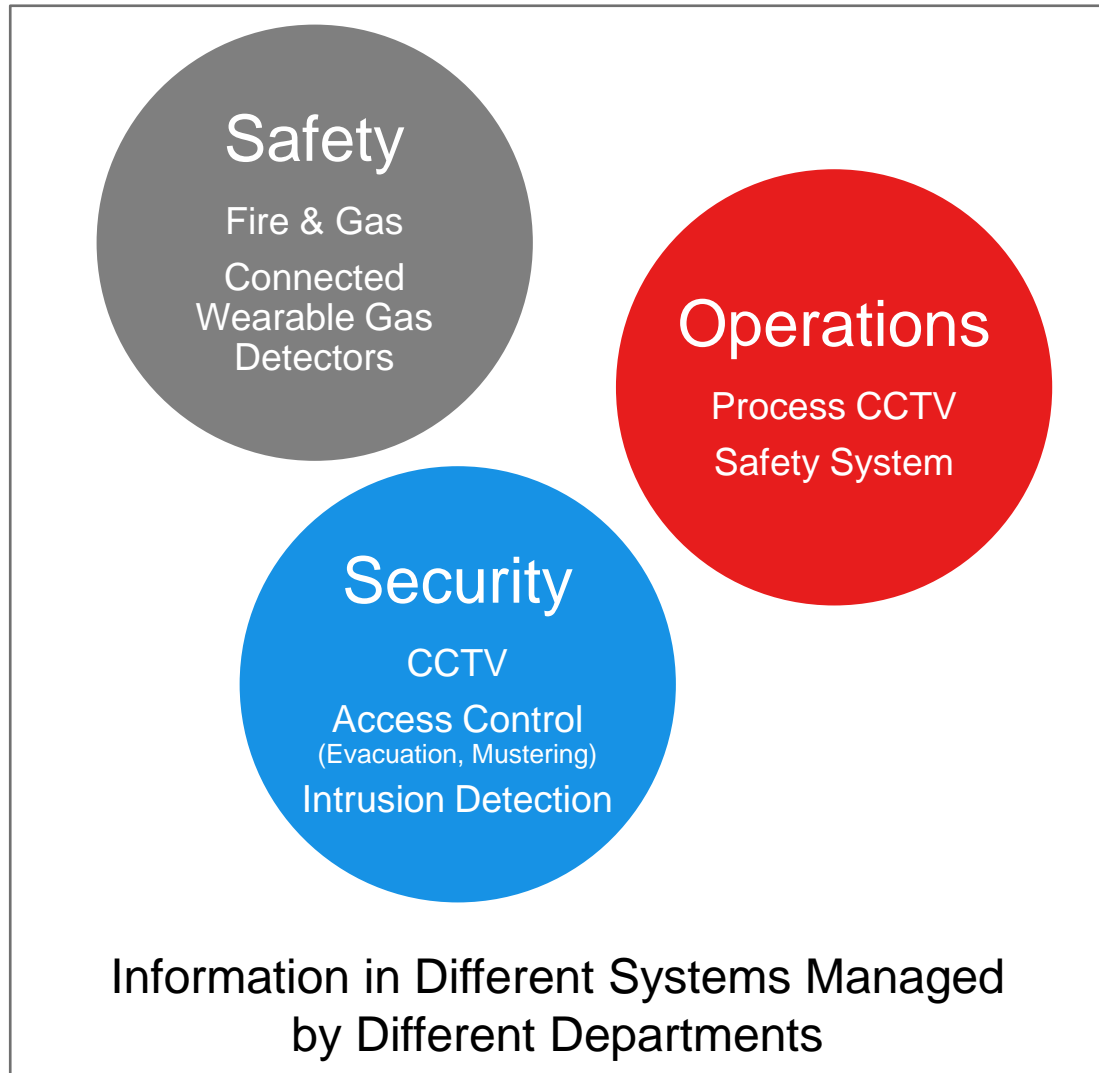 Safety
Fire & Gas
Connected
Wearable Gas
Detectors
Operations
Process CCTV
Safety System
Security
CCTV
Access Control
(Evacuation, Mustering)
Intrusion Detection
Information in Different Systems Managed
by Different Departments